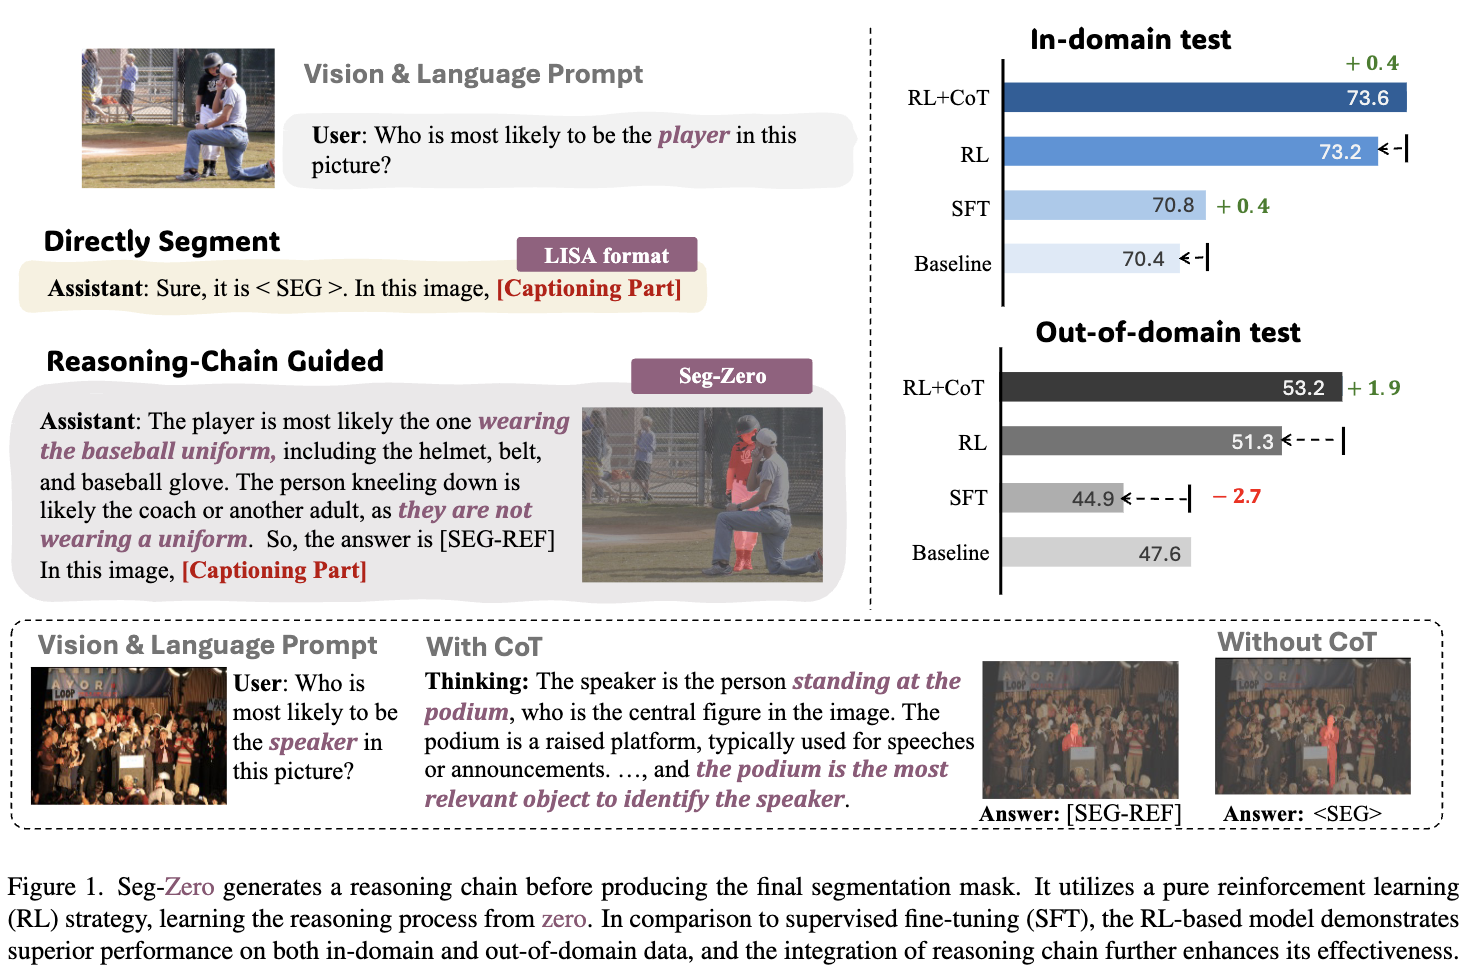 Vision & Language Prompt
User: Who is most likely to be the player in this
picture?
Directly Segment
LISA format
Assistant: Sure, it is < SEG >. In this image, [Captioning Part]
Reasoning-Chain Guided
Seg-Zero
Assistant: The player is most likely the one wearing
the baseball uniform, including the helmet, belt,
and baseball glove. The person kneeling down is
likely the coach or another adult, as they are not
wearing a uniform. So, the answer is [SEG-REF]
In this image, [Captioning Part]
In-domain test
+ 0.4
RL+CoT 73.6
RL 73.2
SFT 70.8 + 0.4
Baseline 70.4
Out-of-domain test
RL+CoT 53.2 + 1.9
RL 51.3
SFT 44.9 − 2.7
Baseline 47.6
Vision & Language Prompt
AYOR
LOOP
User: Who is
most likely to be
the speaker in
this picture?
With CoT
Thinking: The speaker is the person standing at the
podium, who is the central figure in the image. The
podium is a raised platform, typically used for speeches
or announcements. …, and the podium is the most
relevant object to identify the speaker.
AYOR
LOOP
Answer: [SEG-REF]
Without CoT
AYOR
LOOP
Answer: <SEG>
Figure 1. Seg-Zero generates a reasoning chain before producing the final segmentation mask. It utilizes a pure reinforcement learning
(RL) strategy, learning the reasoning process from zero. In comparison to supervised fine-tuning (SFT), the RL-based model demonstrates
superior performance on both in-domain and out-of-domain data, and the integration of reasoning chain further enhances its effectiveness.